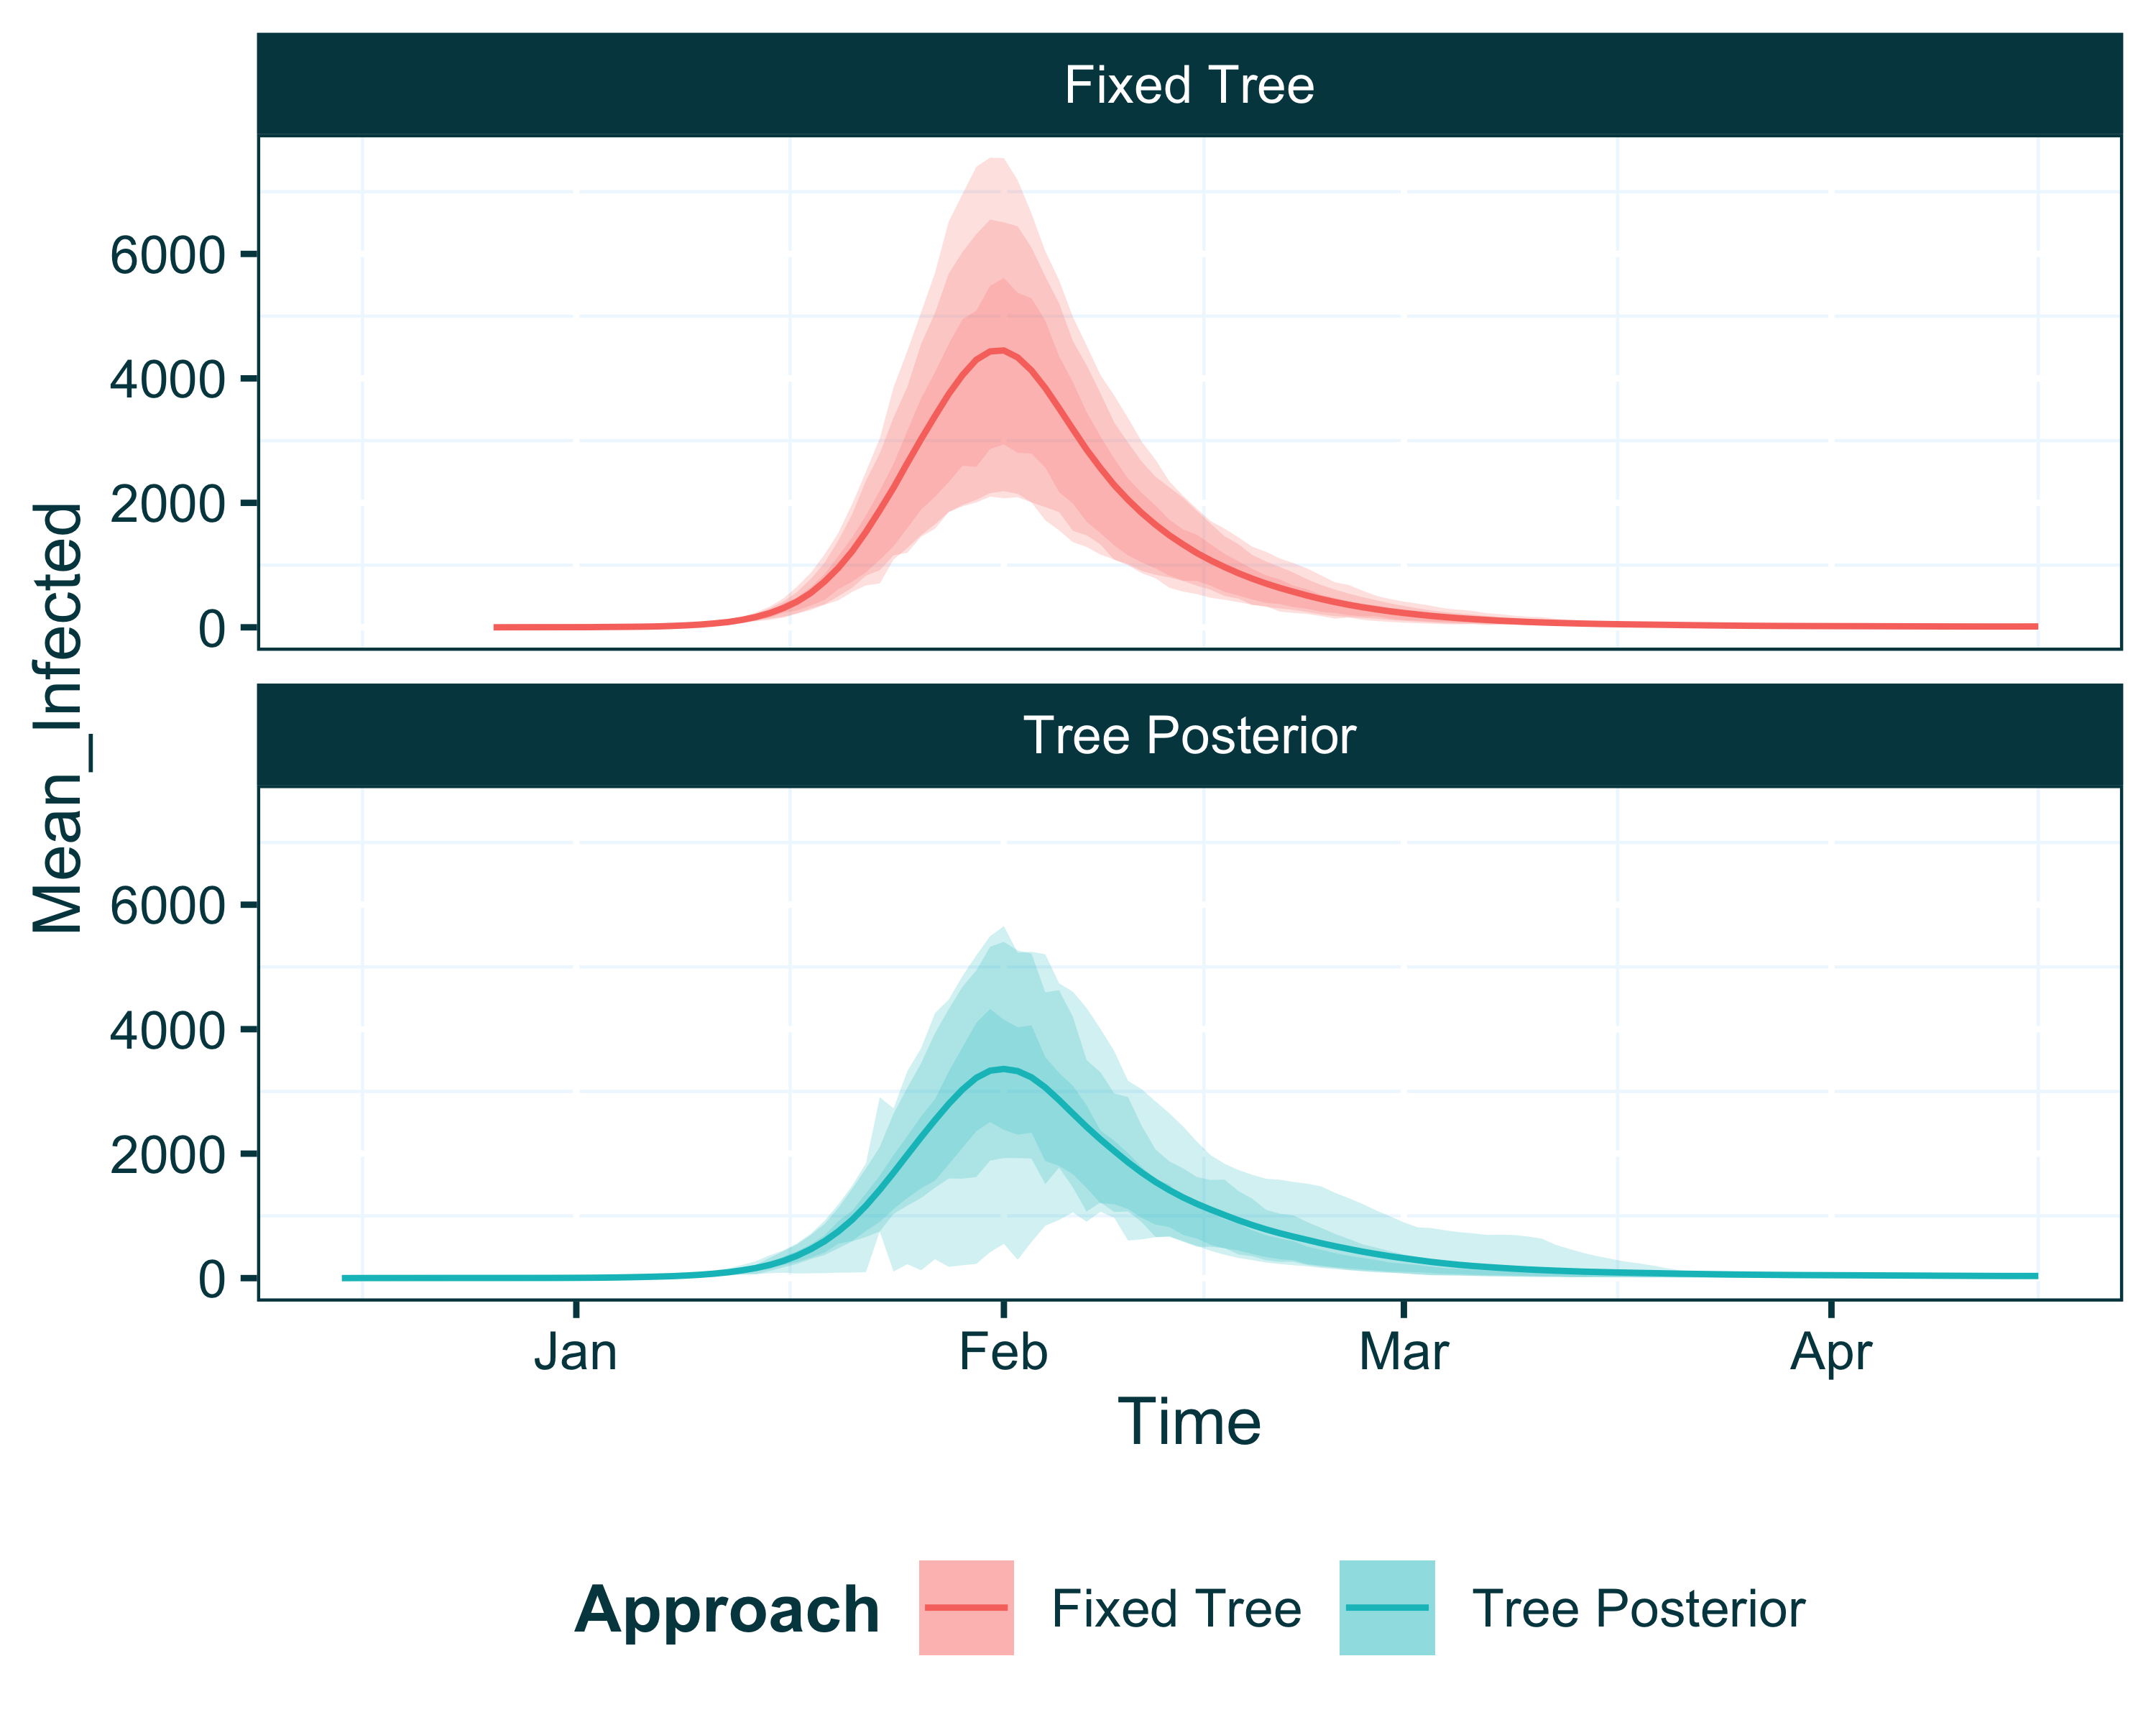 Fixed Tree
6000
4000
2000
0
Mean_Infected
Tree Posterior
6000
4000
2000
0
Jan Feb Mar Apr
Time
Approach Fixed Tree Tree Posterior